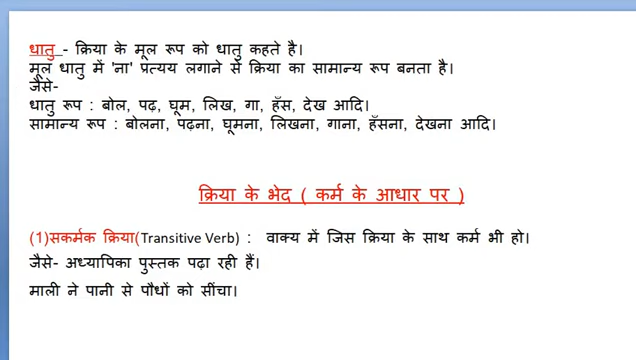 धातु - क्रिया के मूल रूप को धातु कहते है।
मूल धातु में 'ना' प्रत्यय लगाने से क्रिया का सामान्य रूप बनता है।
जैसे-
धातु रूप : बोल, पढ़, घूम, लिख, गा, हँस, देख आदि।
सामान्य रूप : बोलना, पढ़ना, घूमना, लिखना, गाना, हँसना, देखना आदि।
क्रिया के भेद ( कर्म के आधार पर )
(1)सकर्मक क्रिया(Transitive Verb) : वाक्य में जिस क्रिया के साथ कर्म भी हो।
जैसे- अध्यापिका पुस्तक पढ़ा रही हैं।
माली ने पानी से पौधों को सींचा।